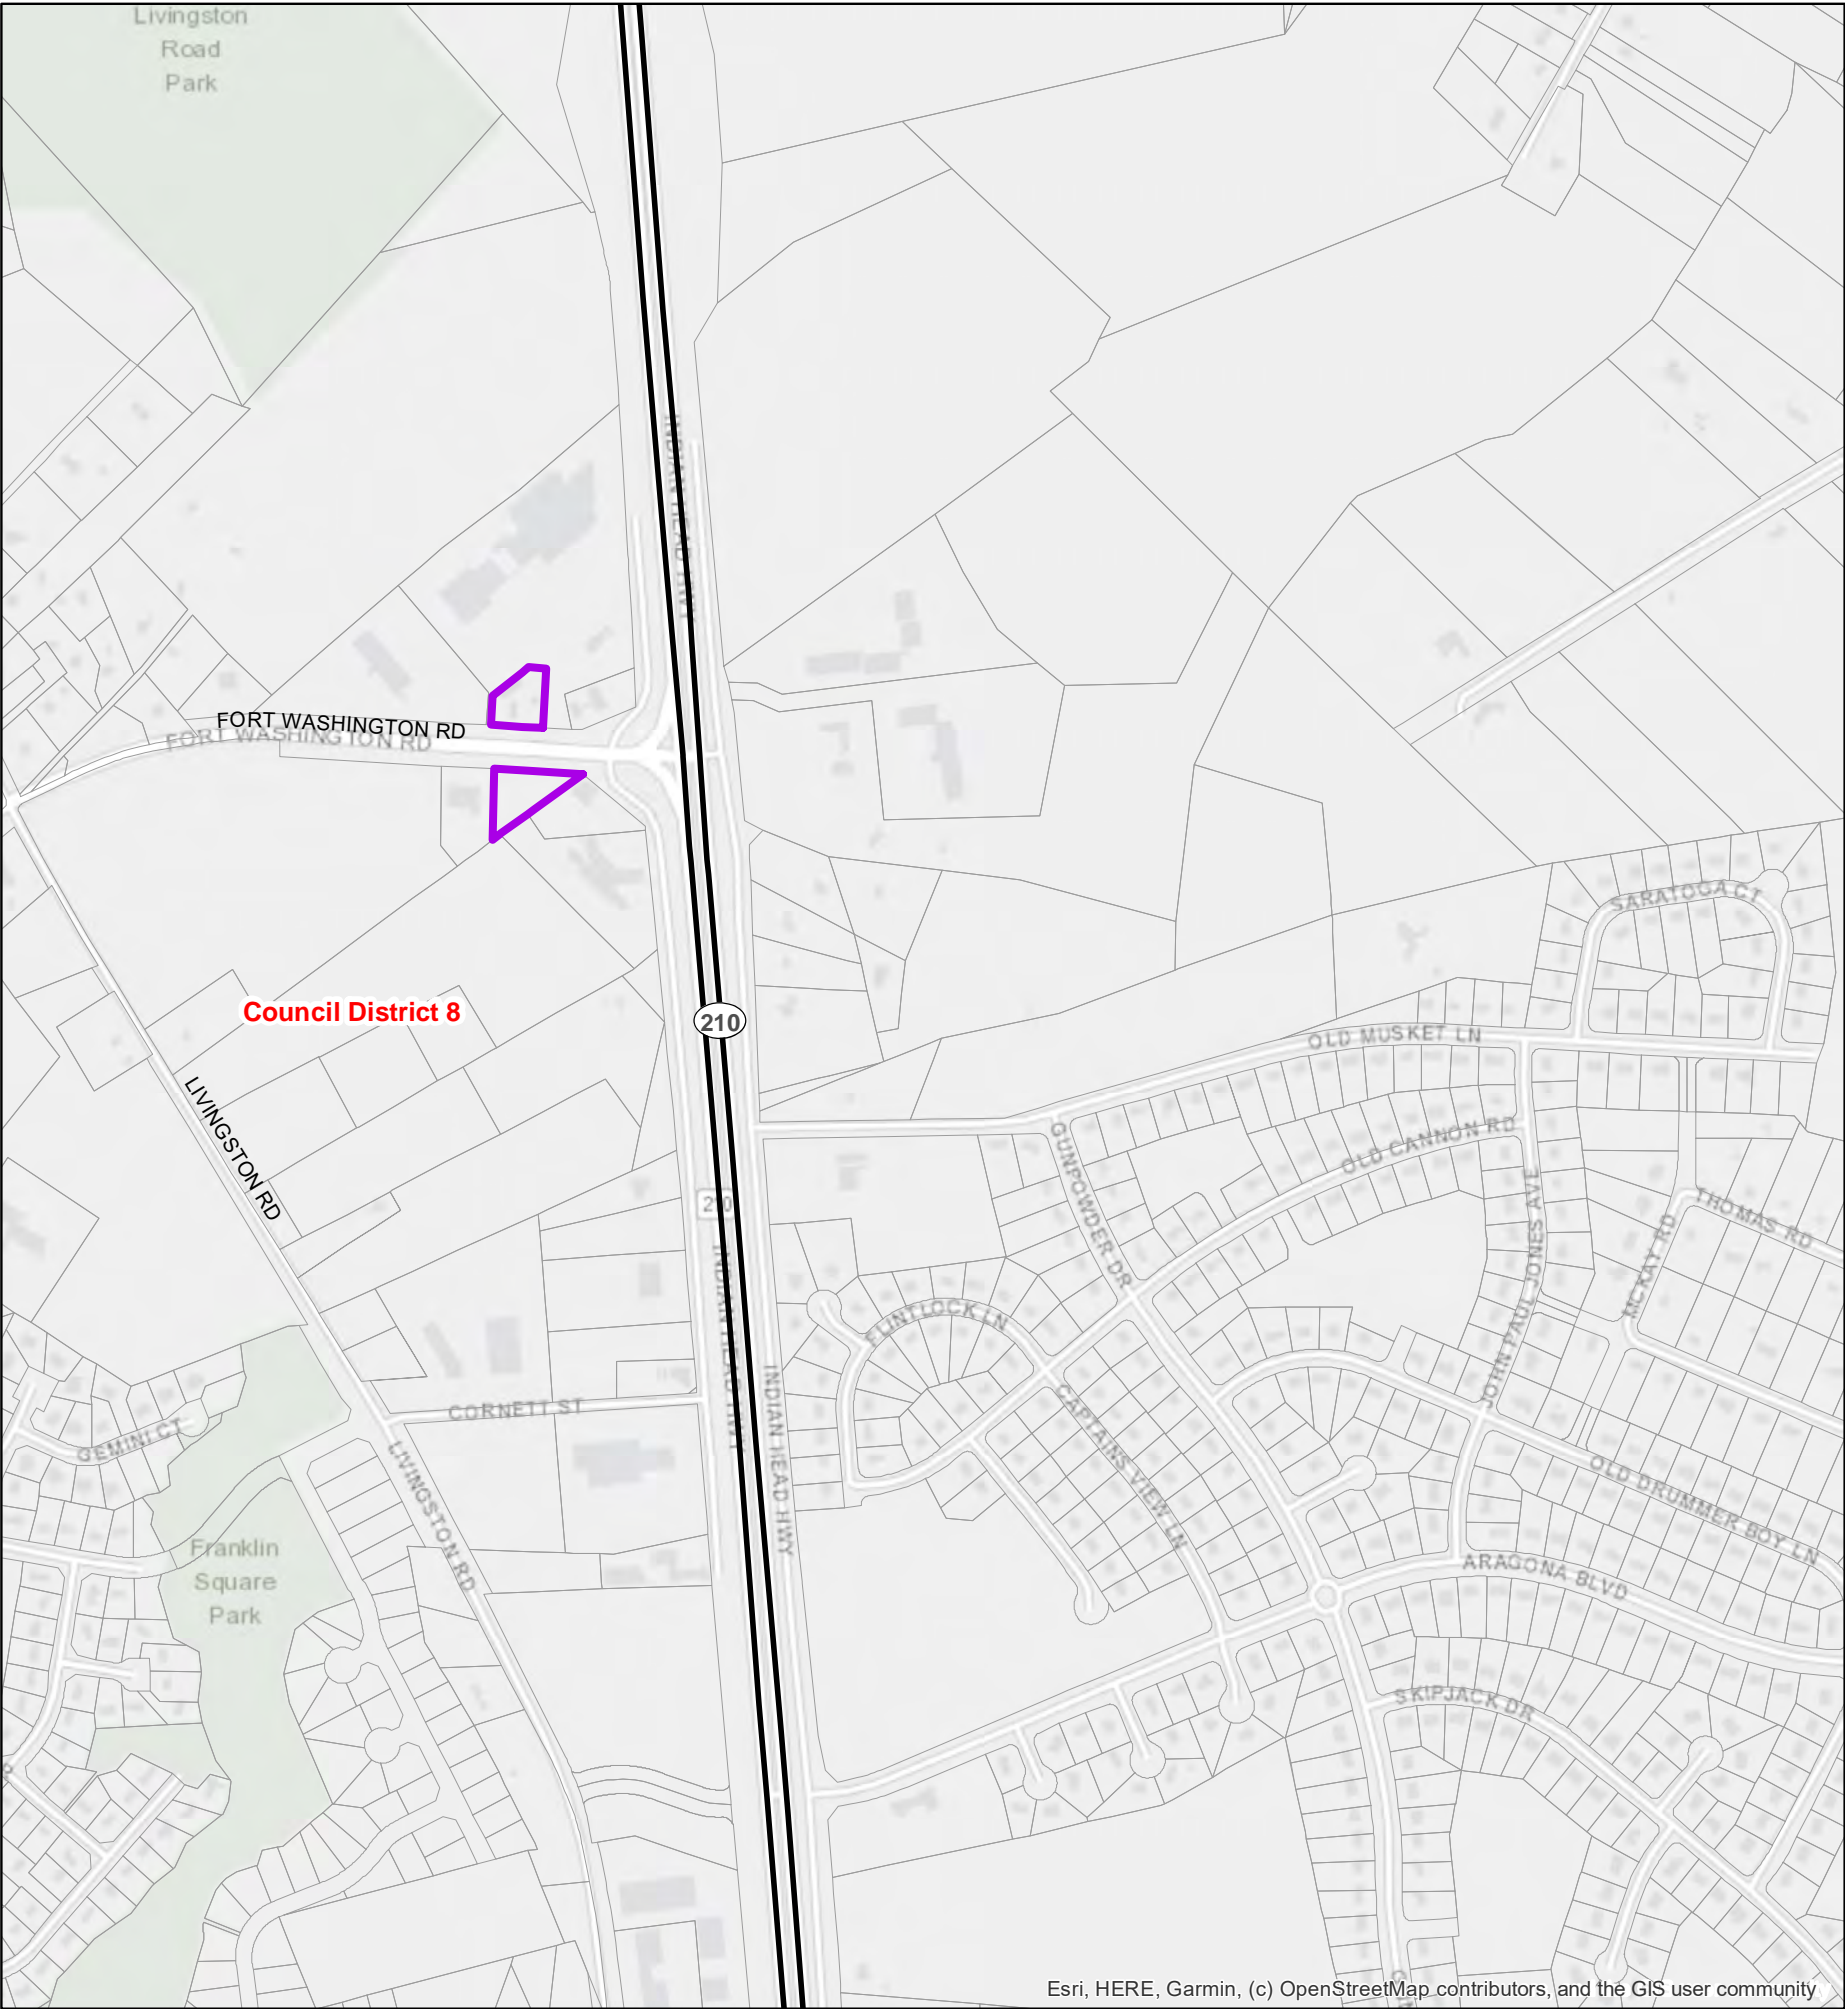 Livingston
Road
Park
INDIAN HEAD HWY
FORT WASHINGTON RD
FORT WASHINGTON RD
SARATOGA CT
Council District 8
210
OLD MUSKET LN
LIVINGSTON RD
GUNPOWDER DR
OLD CANNON RD
JOHN PAUL JONES AVE
THOMAS RD
MCKAY RD
210
INDIAN HEAD HWY
FLINTLOCK LN
INDIAN HEAD HWY
CORNETT ST
CAPTAINS VIEW LN
GEMINI CT
LIVINGSTON RD
OLD DRUMMER BOY LN
Franklin
Square
Park
ARAGONA BLVD
SKIPJACK DR
Esri, HERE, Garmin, (c) OpenStreetMap contributors, and the GIS user community